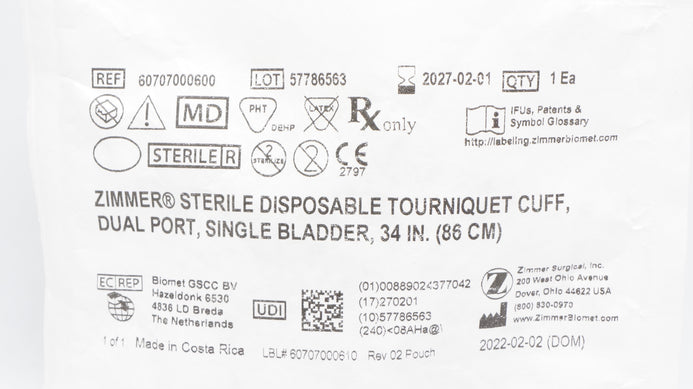 REF 60707000600 LOT 57786563 2027-02-01 QTY 1 Ea
MD PHT DEHP LATEX Rx only
IFUs, Patents &
Symbol Glossary
http://labeling.zimmerbiomet.com
STERILE R 2 STERILIZE 2 CE 2797
ZIMMER® STERILE DISPOSABLE TOURNIQUET CUFF,
DUAL PORT, SINGLE BLADDER, 34 IN. (86 CM)
EC REP Biomet GSCC BV
Hazeldonk 6530
4836 LD Breda
The Netherlands
UDI
(01)00889024377042
(17)270201
(10)57786563
(240)<06AHa@\
Z
Zimmer Surgical, Inc.
200 West Ohio Avenue
Dover, Ohio 44622 USA
(800) 830-0970
www.ZimmerBiomet.com
1 of 1 Made in Costa Rica LBL# 60707000610 Rev 02 Pouch 2022-02-02 (DOM)